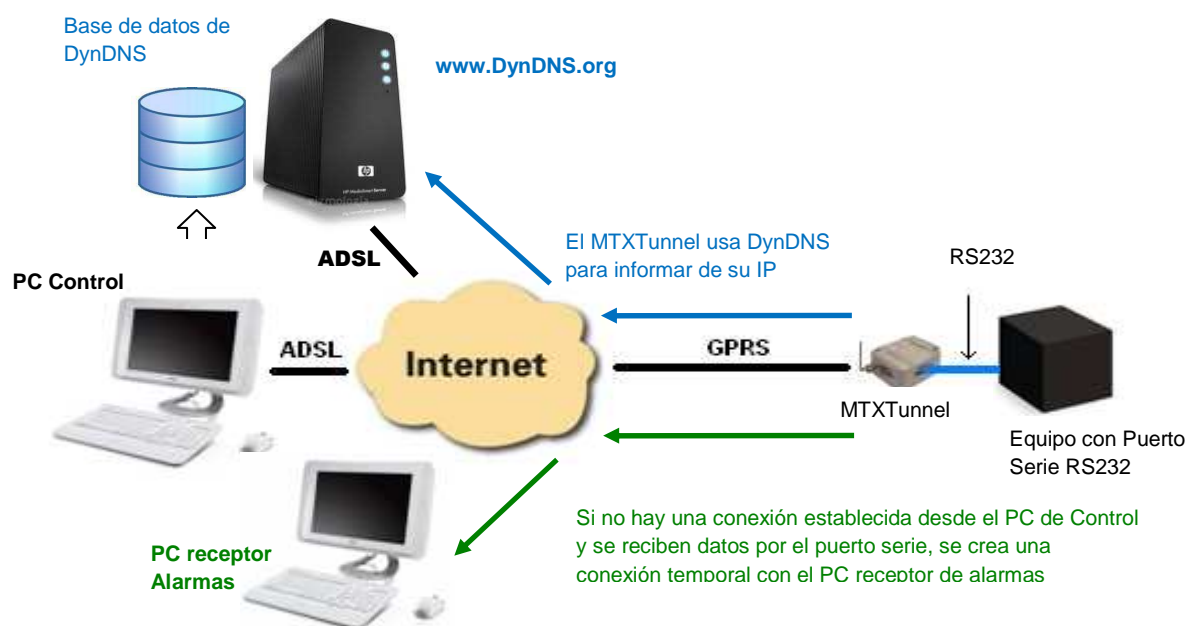 Base de datos de
DynDNS
www.DynDNS.org
El MTXTunnel usa DynDNS
para informar de su IP
RS232
ADSL
PC Control
ADSL
Internet
GPRS
MTXTunnel
Equipo con Puerto
Serie RS232
PC receptor
Alarmas
Si no hay una conexión establecida desde el PC de Control
y se reciben datos por el puerto serie, se crea una
conexión temporal con el PC receptor de alarmas